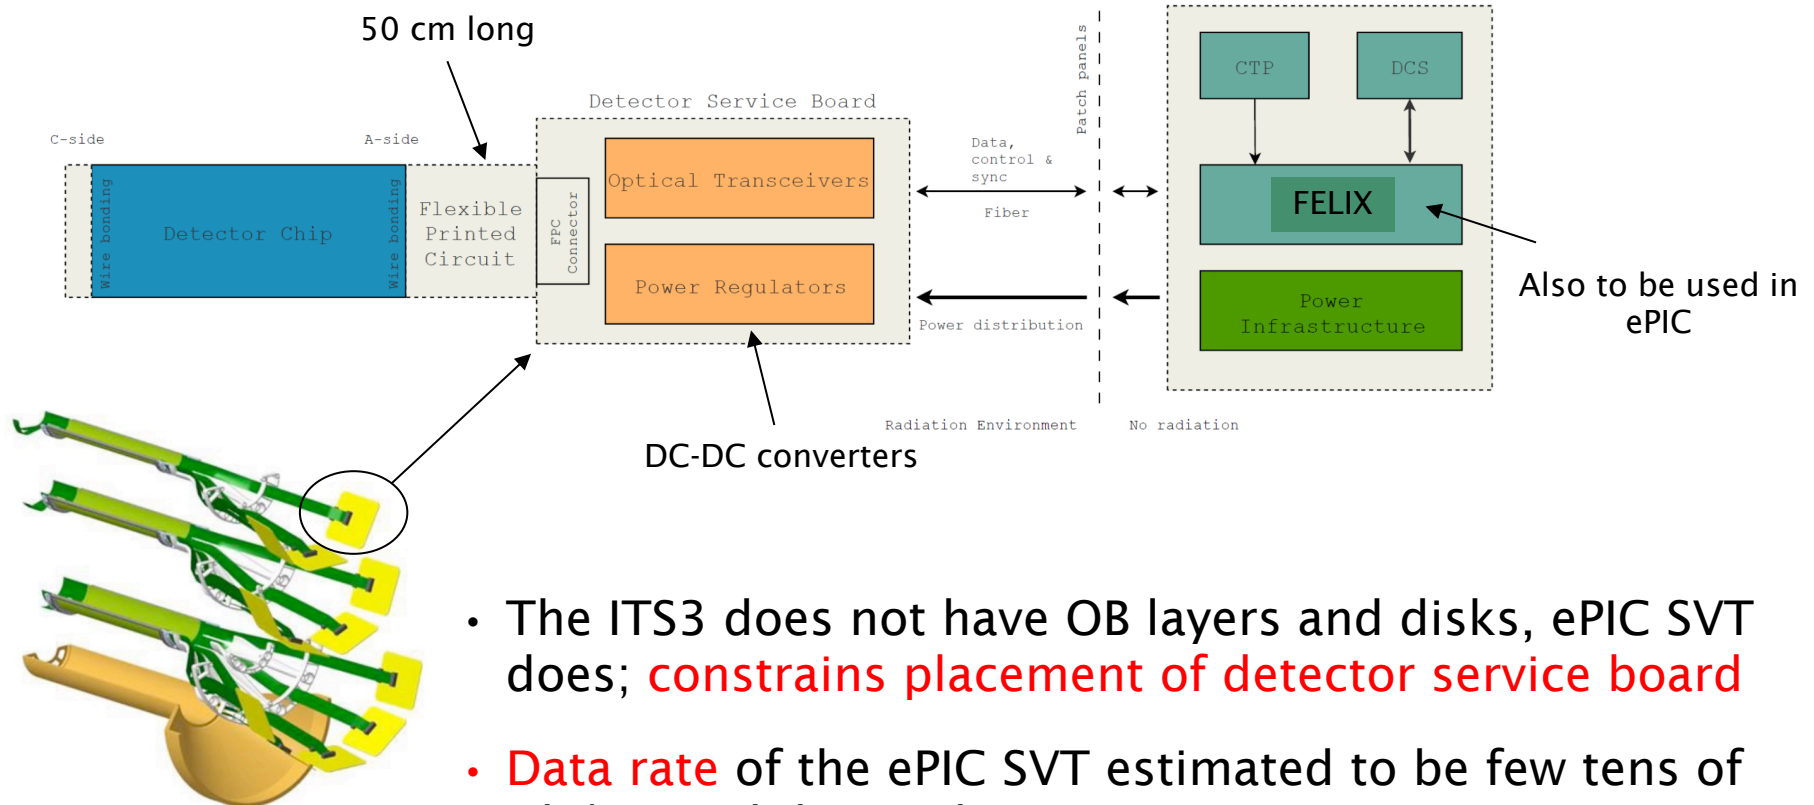 50 cm long
Patch panels
CTP
DCS
Detector Service Board
C-side
A-side
Wire bonding
Detector Chip
Wire bonding
Flexible
Printed
Circuit
FPC
Connector
Optical Transceivers
Power Regulators
Data,
control &
sync
Fiber
Power distribution
FELIX
Power
Infrastructure
Also to be used in
ePIC
Radiation Environment
No radiation
DC-DC converters
• The ITS3 does not have OB layers and disks, ePIC SVT
does; constrains placement of detector service board
• Data rate of the ePIC SVT estimated to be few tens of